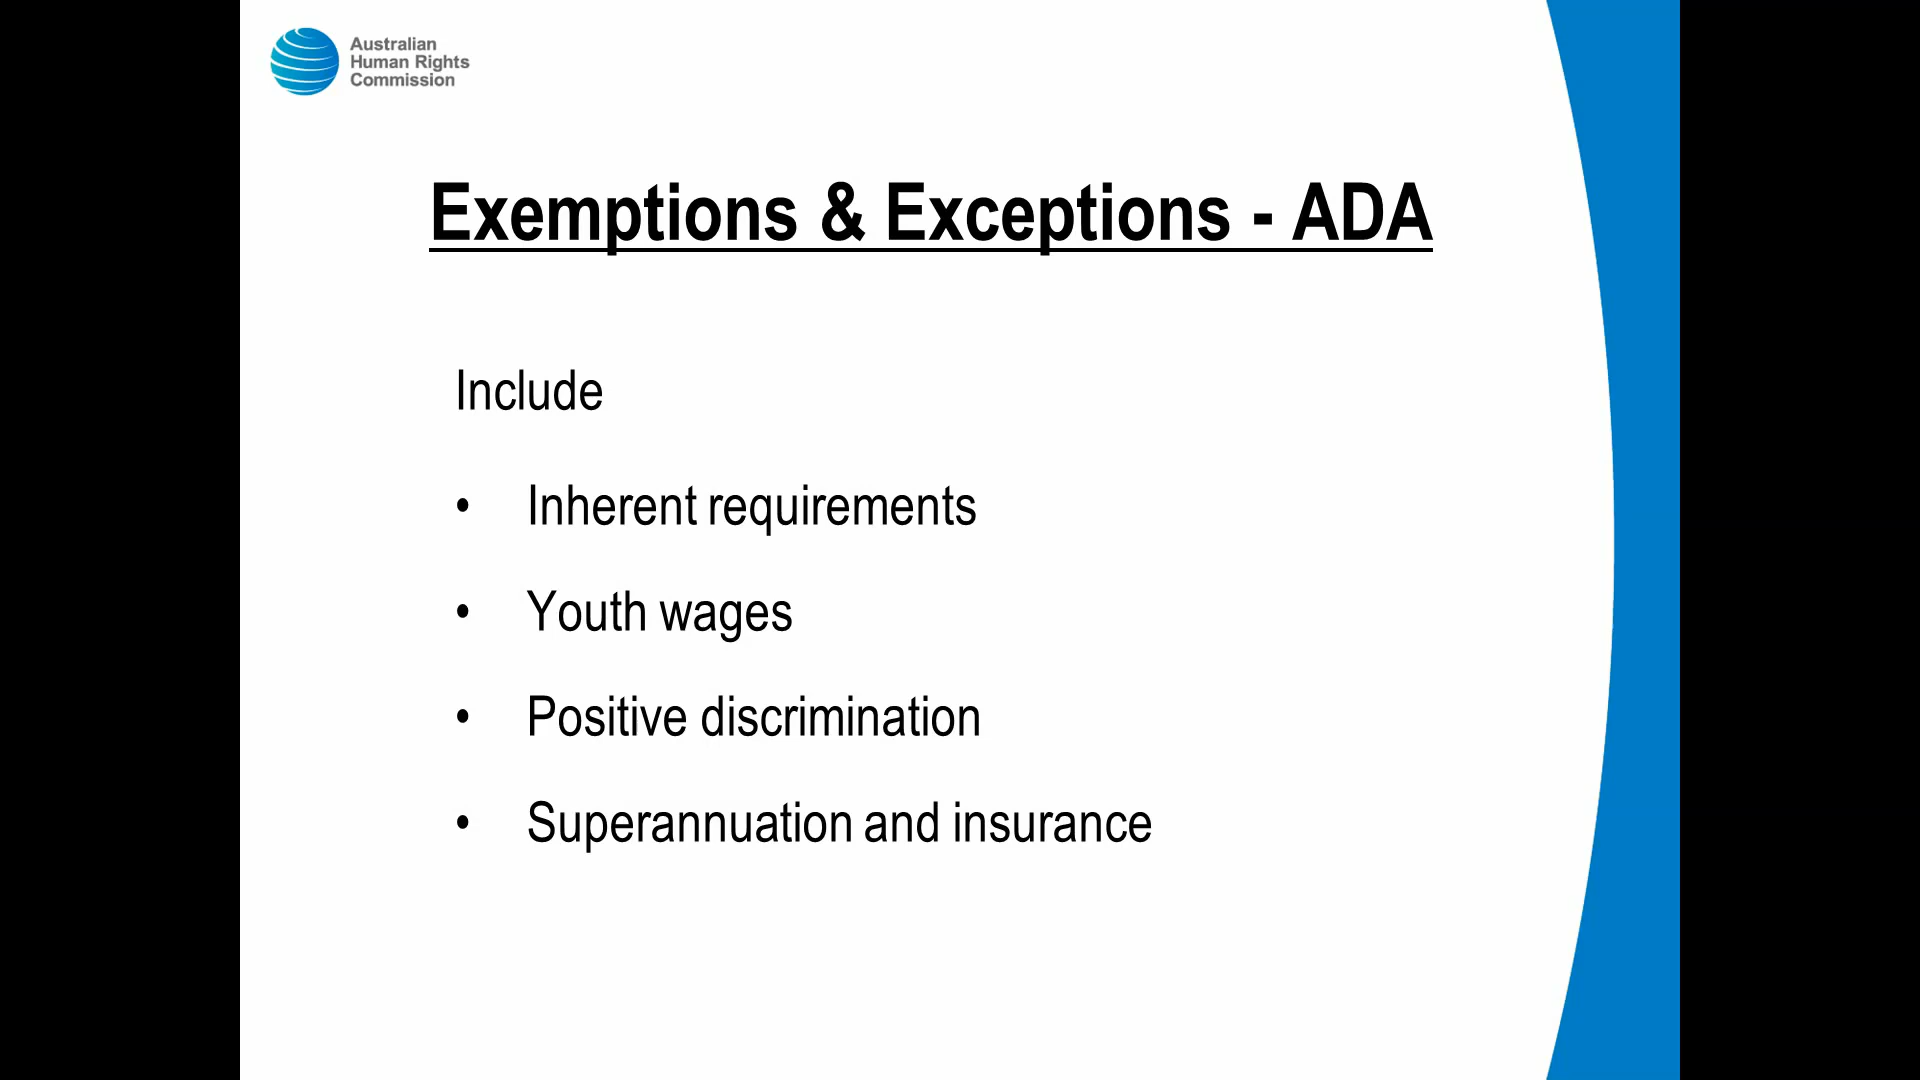 Australian
Human Rights
Commission
Exemptions & Exceptions - ADA
Include
• Inherent requirements
• Youth wages
• Positive discrimination
• Superannuation and insurance